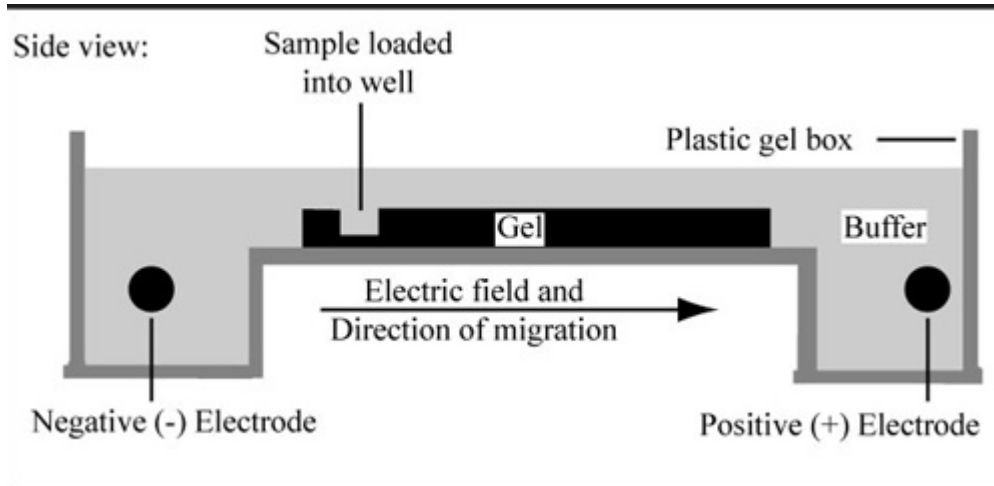 Side view:
Sample loaded
into well
Plastic gel box
Gel
Buffer
Electric field and
Direction of migration
Negative (-) Electrode
Positive (+) Electrode